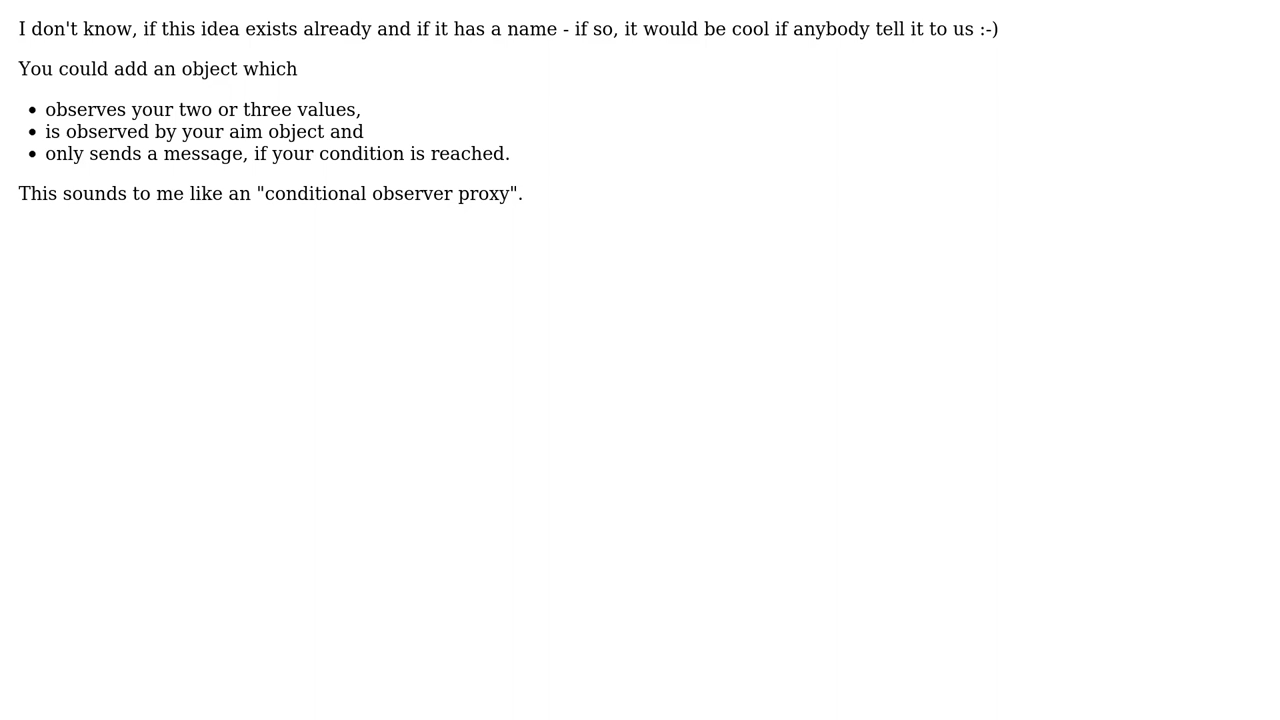 I don't know, if this idea exists already and if it has a name - if so, it would be cool if anybody tell it to us :-)
You could add an object which
• observes your two or three values,
• is observed by your aim object and
• only sends a message, if your condition is reached.
This sounds to me like an "conditional observer proxy".